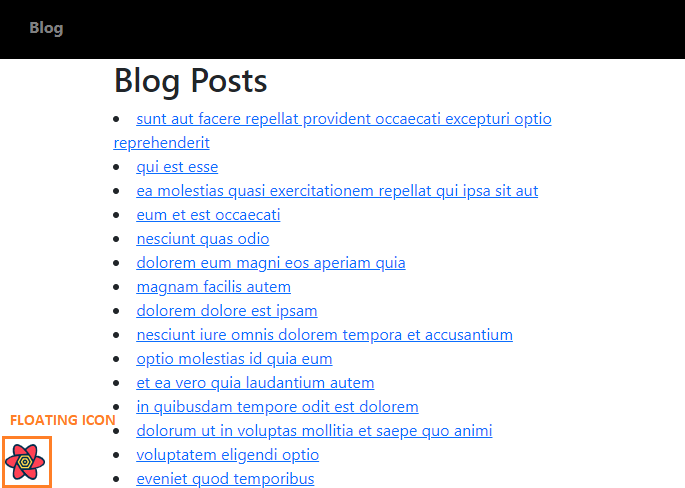 Blog
Blog Posts
• sunt aut facere repellat provident occaecati excepturi optio
reprehenderit
• qui est esse
• ea molestias quasi exercitationem repellat qui ipsa sit aut
• eum et est occaecati
• nesciunt quas odio
• dolorem eum magni eos aperiam quia
• magnam facilis autem
• dolorem dolore est ipsam
• nesciunt iure omnis dolorem tempora et accusantium
• optio molestias id quia eum
• et ea vero quia laudantium autem
• in quibusdam tempore odit est dolorem
FLOATING ICON
• dolorum ut in voluptas mollitia et saepe quo animi
• voluptatem eligendi optio
• eveniet quod temporibus